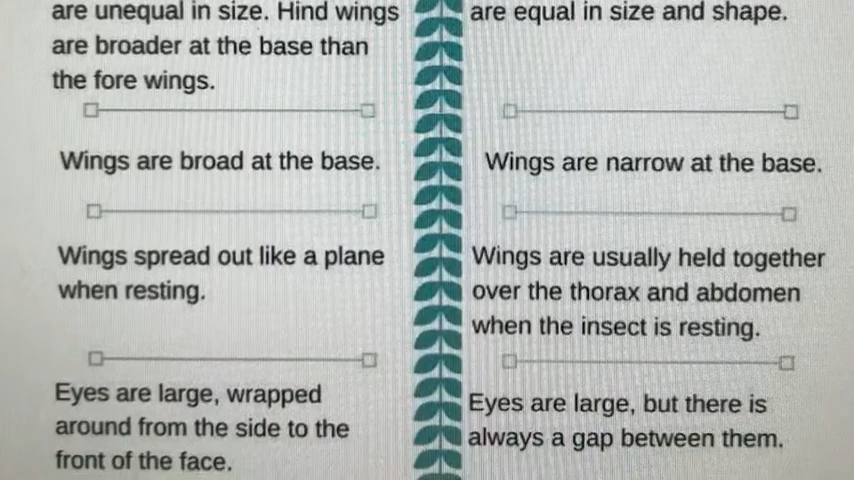 are unequal in size. Hind wings
are broader at the base than
the fore wings.
Wings are broad at the base.
Wings spread out like a plane
when resting.
Eyes are large, wrapped
around from the side to the
front of the face.
are equal in size and shape.
Wings are narrow at the base.
Wings are usually held together
over the thorax and abdomen
when the insect is resting.
Eyes are large, but there is
always a gap between them.